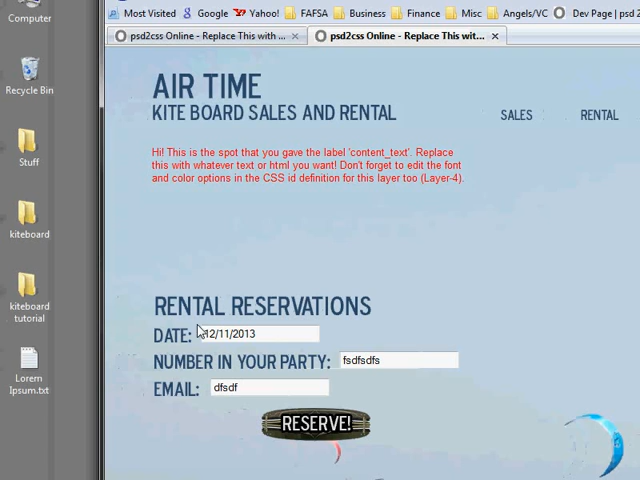 Computer
Recycle Bin
Stuff
kiteboard
kiteboard
tutorial
Lorem
Ipsum.txt
Most Visited Google Yahoo! FAFSA Business Finance Misc Angels/VC Dev Page | psd 2
psd2css Online - Replace This with ...
psd2css Online - Replace This wit...
AIR TIME
KITE BOARD SALES AND RENTAL
SALES RENTAL
Hi! This is the spot that you gave the label 'content_text'. Replace
this with whatever text or html you want! Don't forget to edit the font
and color options in the CSS id definition for this layer too (Layer-4).
RENTAL RESERVATIONS
DATE: 12/11/2013
NUMBER IN YOUR PARTY: fsdfsdfs
EMAIL: dfsdf
RESERVE!